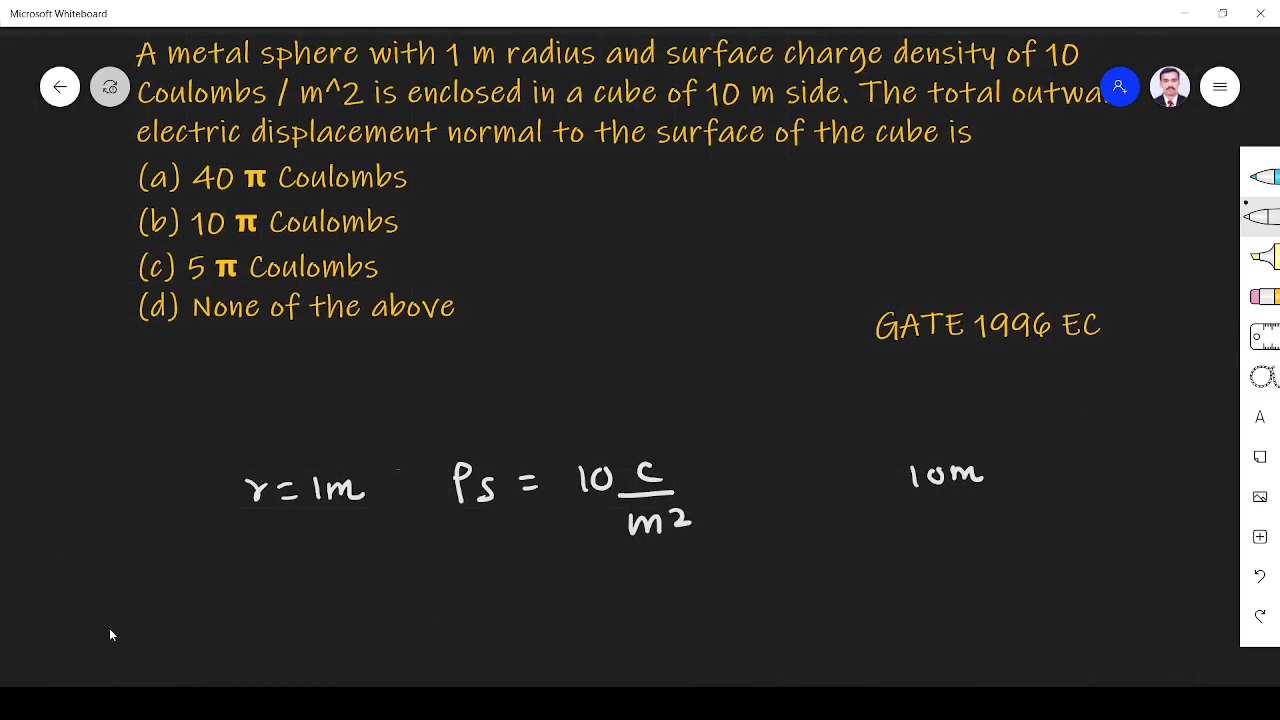 Microsoft Whiteboard
A metal sphere with 1 m radius and surface charge density of 10
Coulombs / m^2 is enclosed in a cube of 10 m side. The total
electric displacement normal to the surface of the cube is
(a) 40 π Coulombs
(b) 10 π Coulombs
(c) 5 π Coulombs
(d) None of the above
GATE 1996 EC
r = 1m ρs = 10 C/m² 10m
A